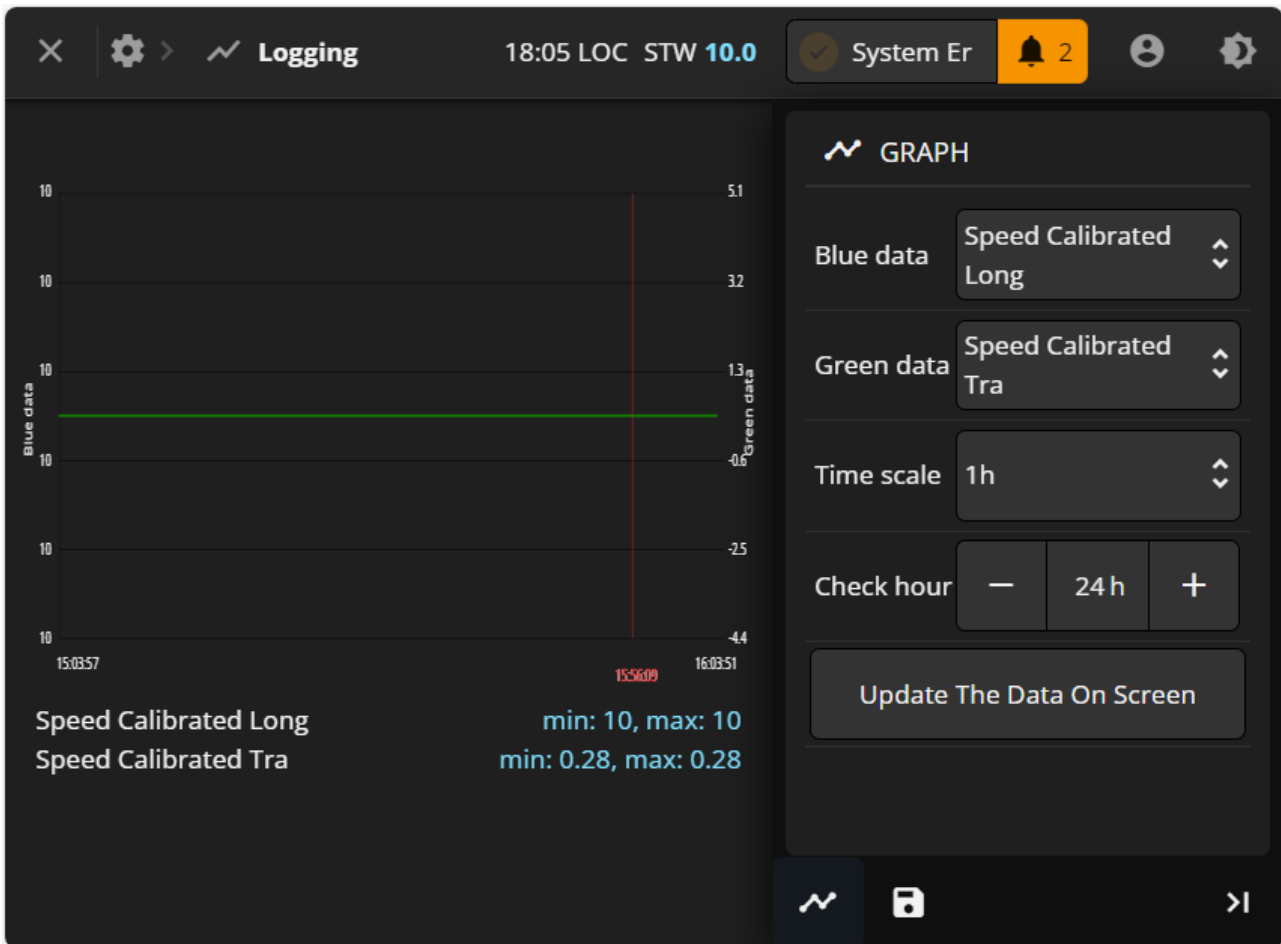 Logging
18:05 LOC STW 10.0
System Er
2
GRAPH
Blue data
Speed Calibrated
Long
Green data
Speed Calibrated
Tra
Time scale
1h
Check hour
24 h
Update The Data On Screen
10
10
10
10
10
10
Blue data
5.1
3.2
1.3
-0.6
-2.5
-4.4
Green data
15:03:57
15:56:09
16:03:51
Speed Calibrated Long min: 10, max: 10
Speed Calibrated Tra min: 0.28, max: 0.28